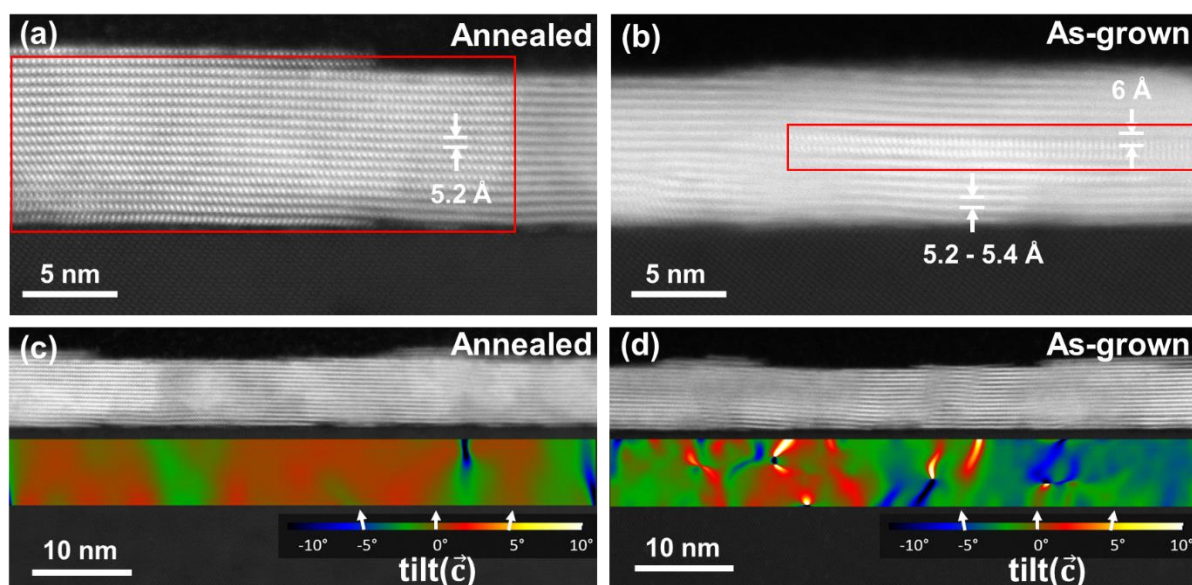 (a) Annealed
5.2 Å
5 nm
(b) As-grown
6 Å
5.2 - 5.4 Å
5 nm
(c) Annealed
-10° -5° 0° 5° 10°
10 nm
tilt(c⃗)
(d) As-grown
-10° -5° 0° 5° 10°
10 nm
tilt(c⃗)